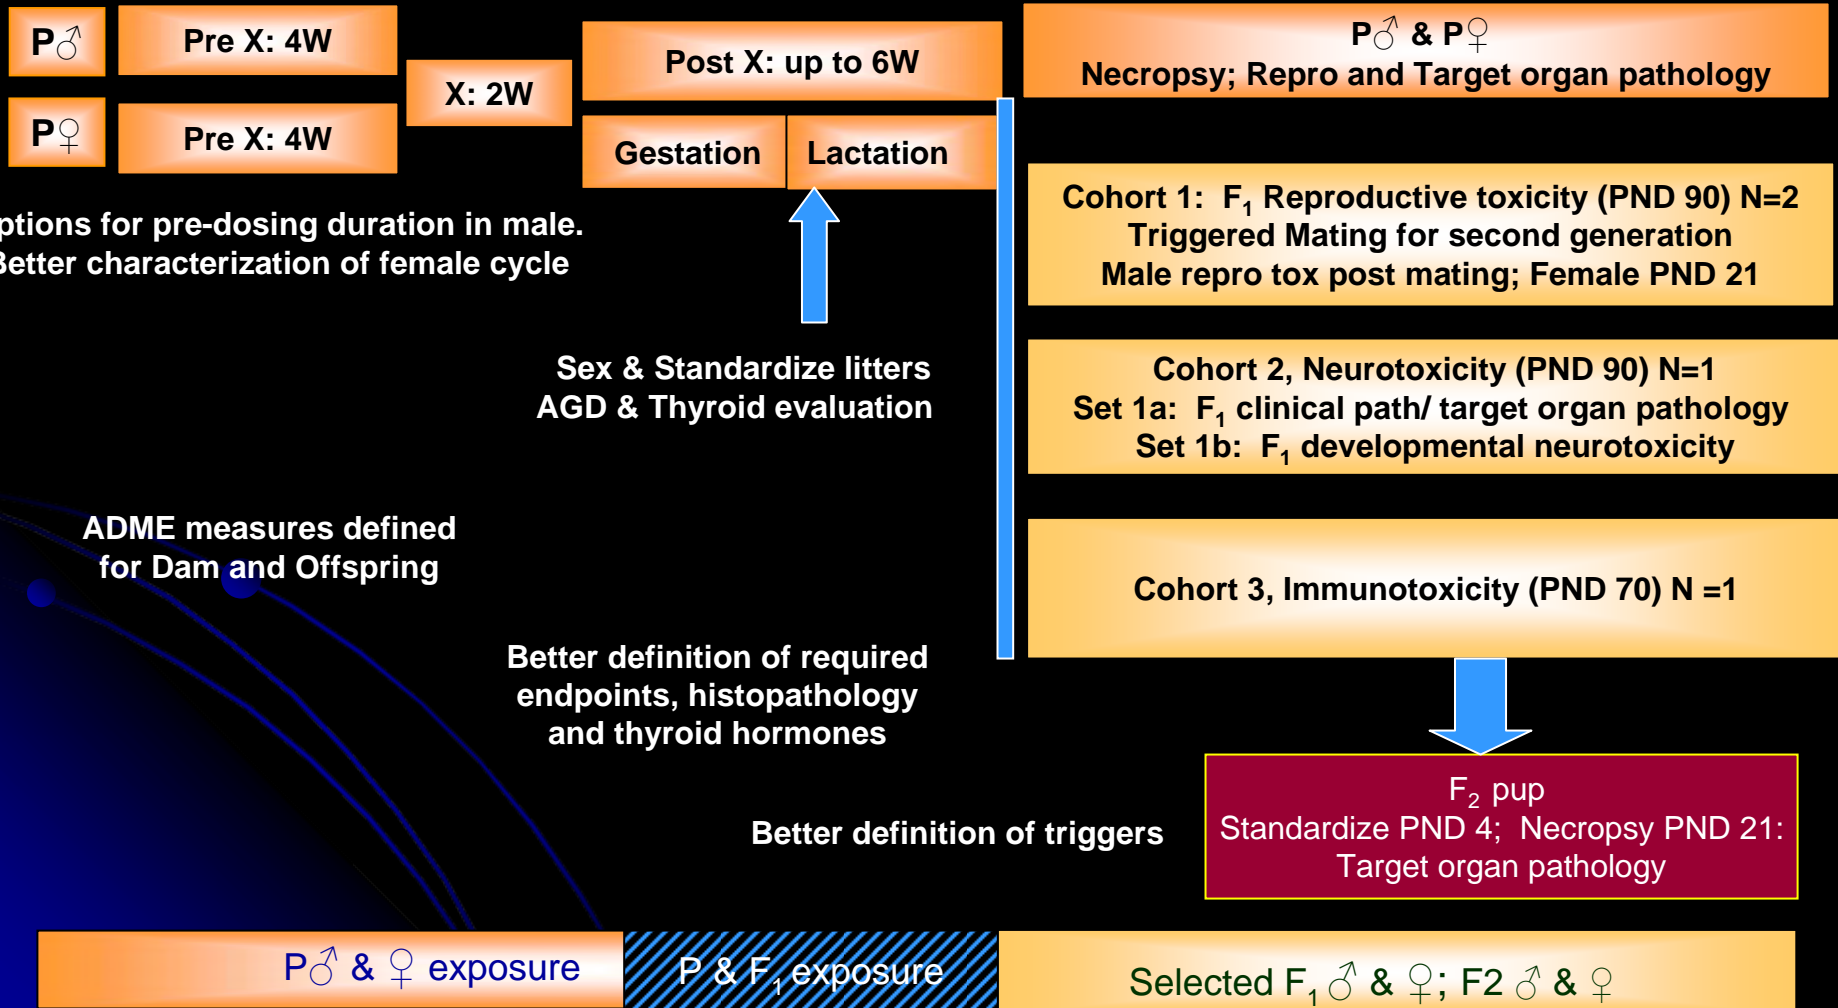 P♂
Pre X: 4W
P♀
Pre X: 4W
X: 2W
Post X: up to 6W
Gestation
Lactation
P♂ & P♀
Necropsy; Repro and Target organ pathology
ptions for pre-dosing duration in male.
Better characterization of female cycle
Cohort 1: F₁ Reproductive toxicity (PND 90) N=2
Triggered Mating for second generation
Male repro tox post mating; Female PND 21
Sex & Standardize litters
AGD & Thyroid evaluation
Cohort 2, Neurotoxicity (PND 90) N=1
Set 1a: F₁ clinical path/ target organ pathology
Set 1b: F₁ developmental neurotoxicity
ADME measures defined
for Dam and Offspring
Cohort 3, Immunotoxicity (PND 70) N =1
Better definition of required
endpoints, histopathology
and thyroid hormones
Better definition of triggers
F₂ pup
Standardize PND 4; Necropsy PND 21:
Target organ pathology
P♂ & ♀ exposure
P & F₁ exposure
Selected F₁ ♂ & ♀; F2 ♂ & ♀